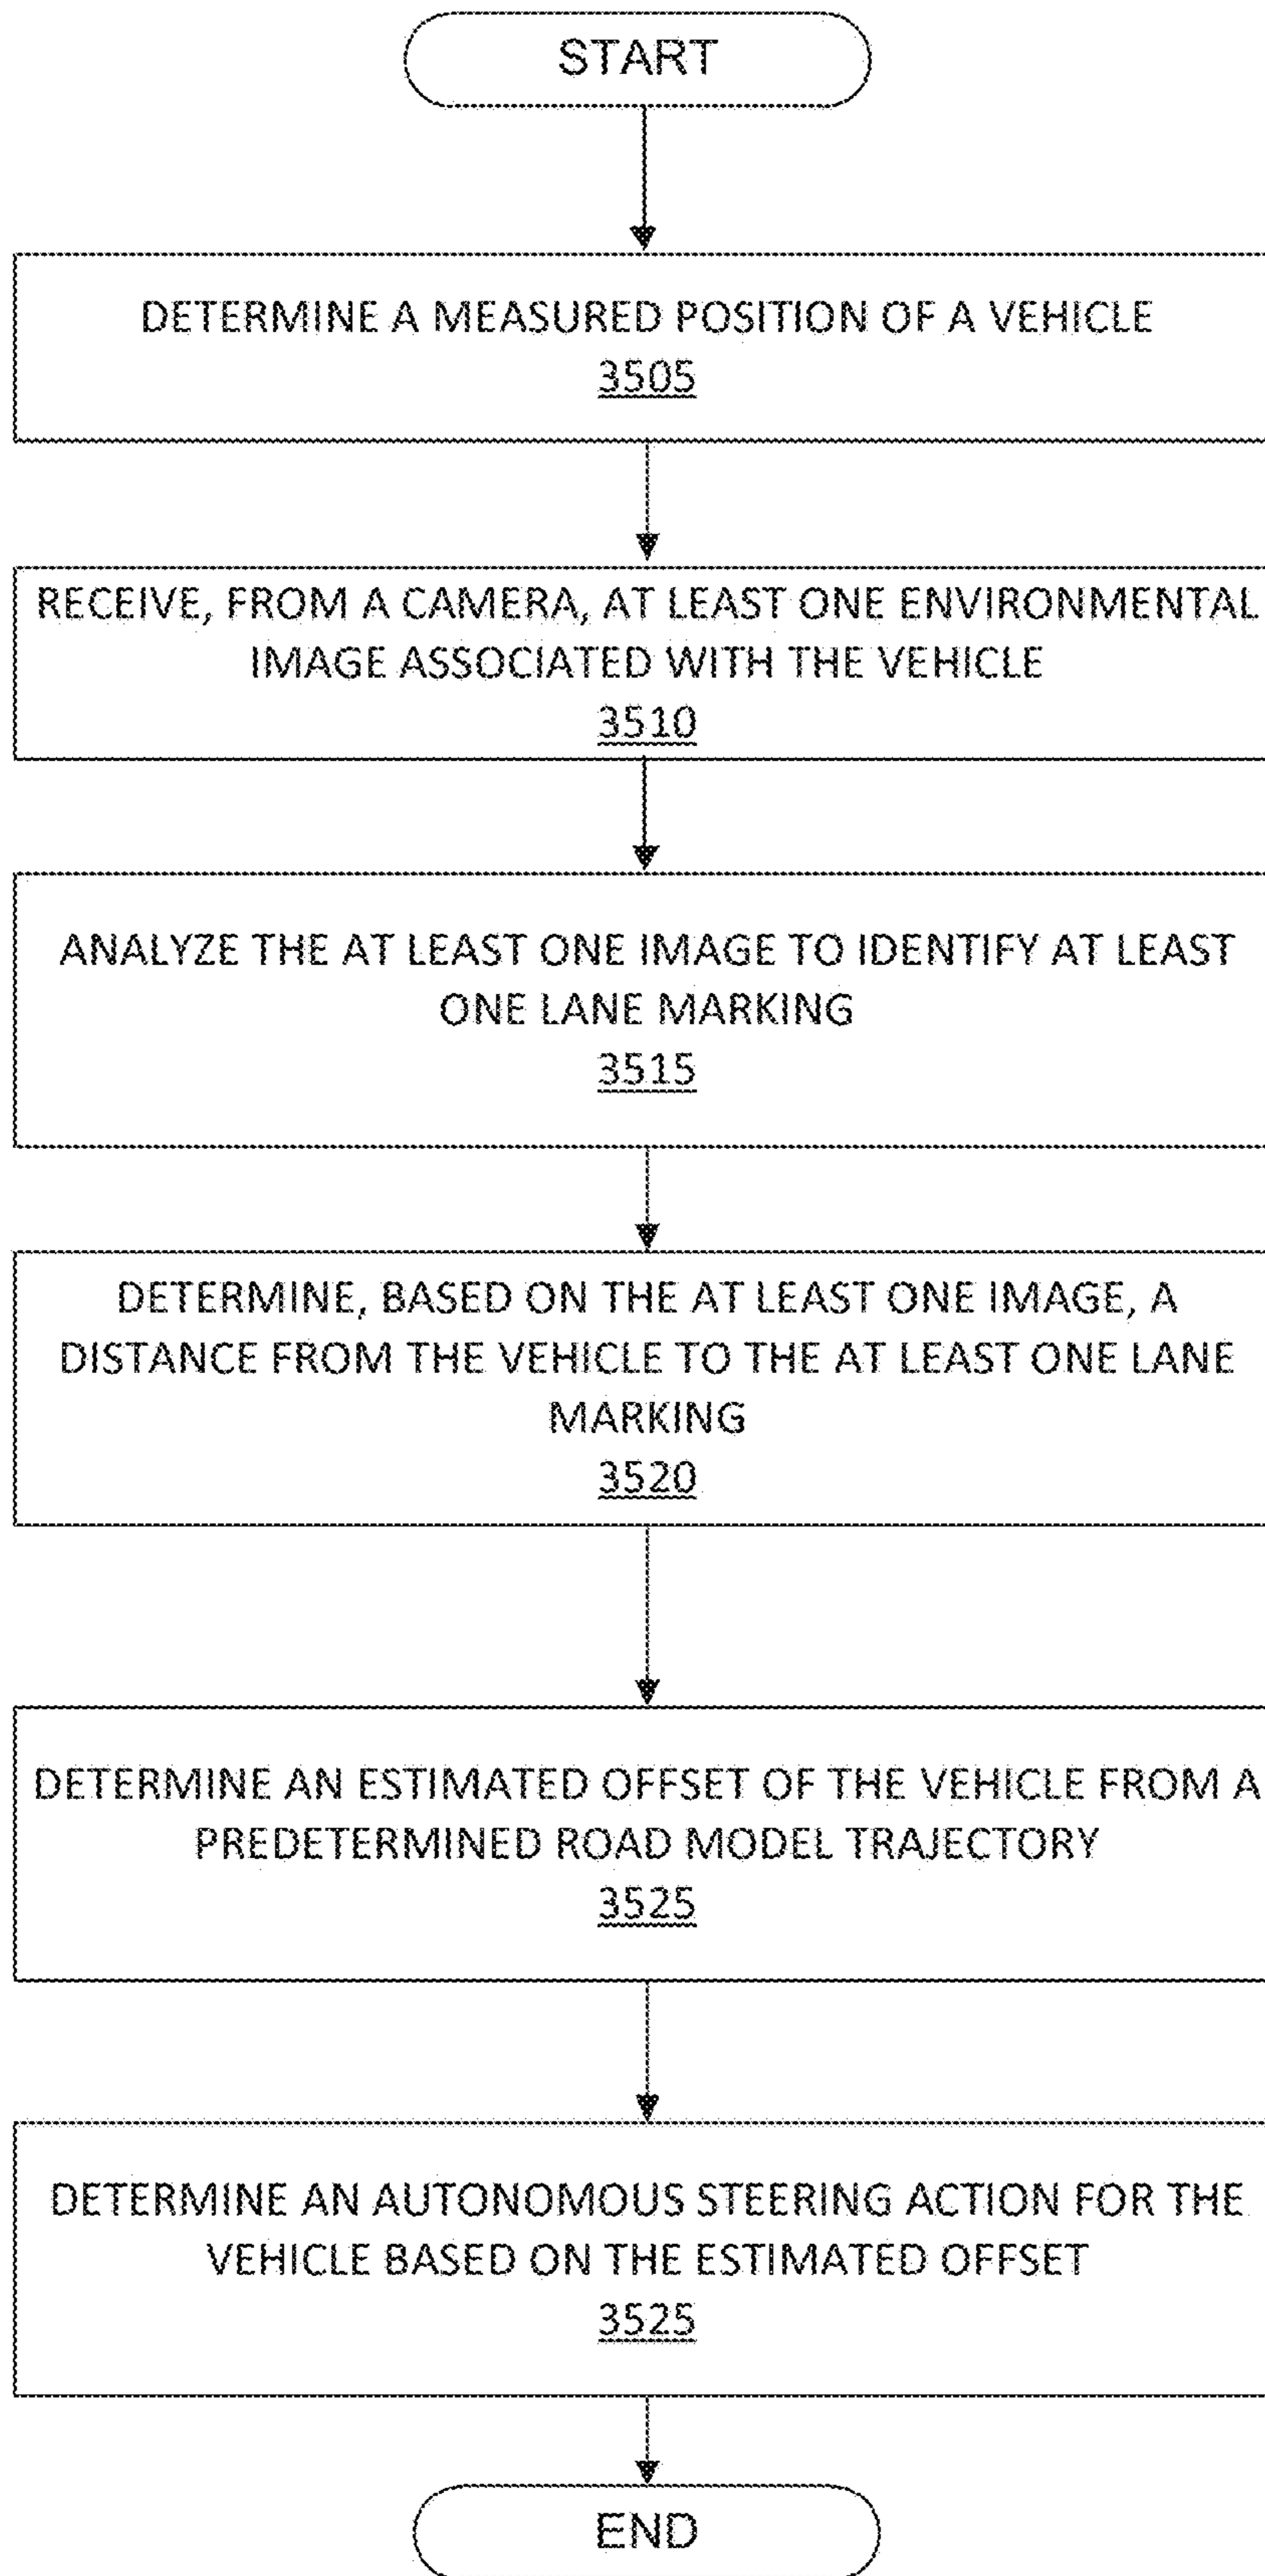 START
DETERMINE A MEASURED POSITION OF A VEHICLE
3505
RECEIVE, FROM A CAMERA, AT LEAST ONE ENVIRONMENTAL
IMAGE ASSOCIATED WITH THE VEHICLE
3510
ANALYZE THE AT LEAST ONE IMAGE TO IDENTIFY AT LEAST
ONE LANE MARKING
3515
DETERMINE, BASED ON THE AT LEAST ONE IMAGE, A
DISTANCE FROM THE VEHICLE TO THE AT LEAST ONE LANE
MARKING
3520
DETERMINE AN ESTIMATED OFFSET OF THE VEHICLE FROM A
PREDETERMINED ROAD MODEL TRAJECTORY
3525
DETERMINE AN AUTONOMOUS STEERING ACTION FOR THE
VEHICLE BASED ON THE ESTIMATED OFFSET
3525
END